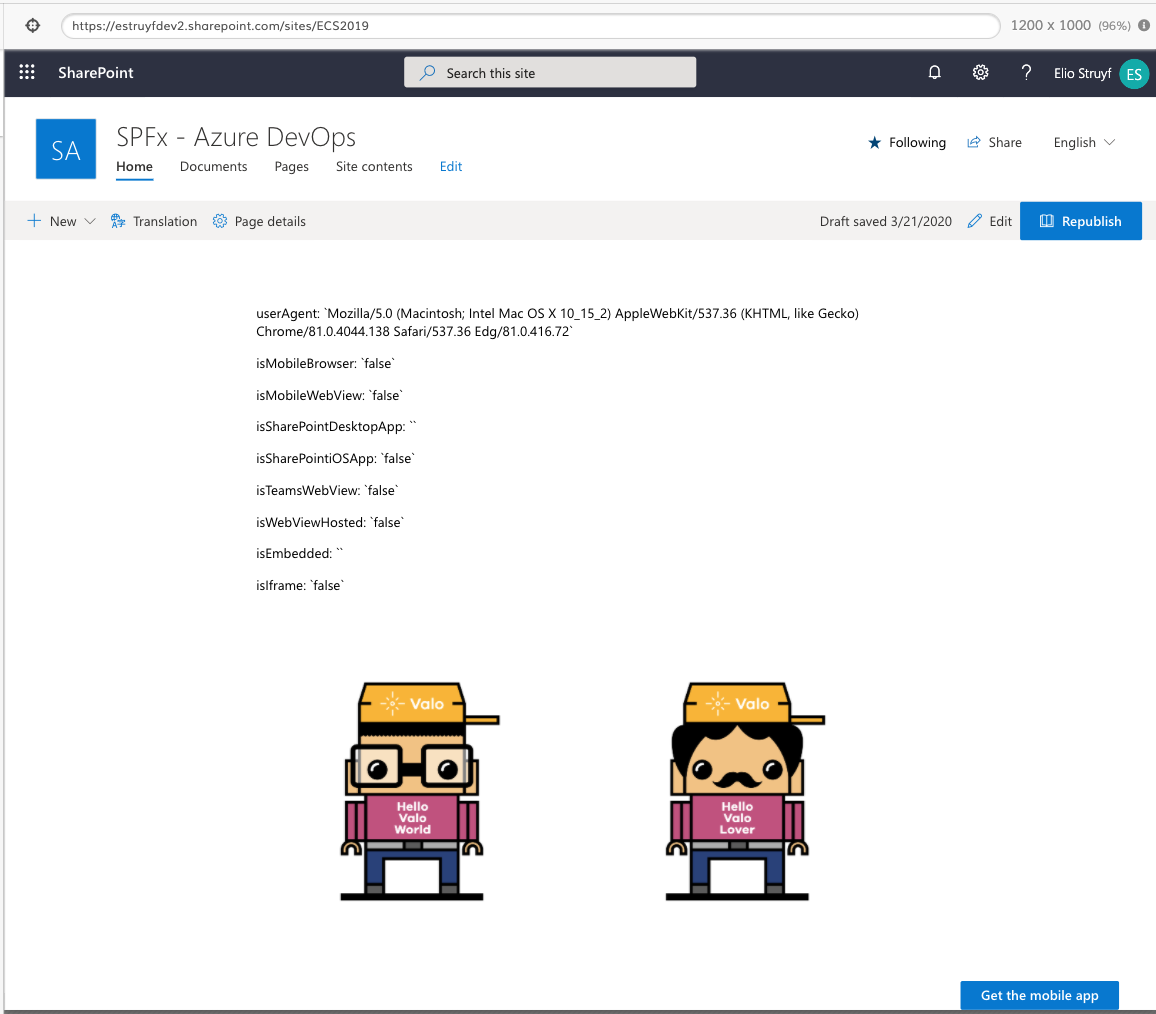 https://estruyfdev2.sharepoint.com/sites/ECS2019 1200 x 1000 (96%)
SharePoint Search this site ? Elio Struyf ES
SA
SPFx - Azure DevOps
Following Share English
Home Documents Pages Site contents Edit
New Translation Page details Draft saved 3/21/2020 Edit Republish
userAgent: `Mozilla/5.0 (Macintosh; Intel Mac OS X 10_15_2) AppleWebKit/537.36 (KHTML, like Gecko)
Chrome/81.0.4044.138 Safari/537.36 Edg/81.0.416.72`
isMobileBrowser: `false`
isMobileWebView: `false`
isSharePointDesktopApp: ``
isSharePointiOSApp: `false`
isTeamsWebView: `false`
isWebViewHosted: `false`
isEmbedded: ``
isIframe: `false`
Valo
Hello
Valo
World
Valo
Hello
Valo
Lover
Get the mobile app